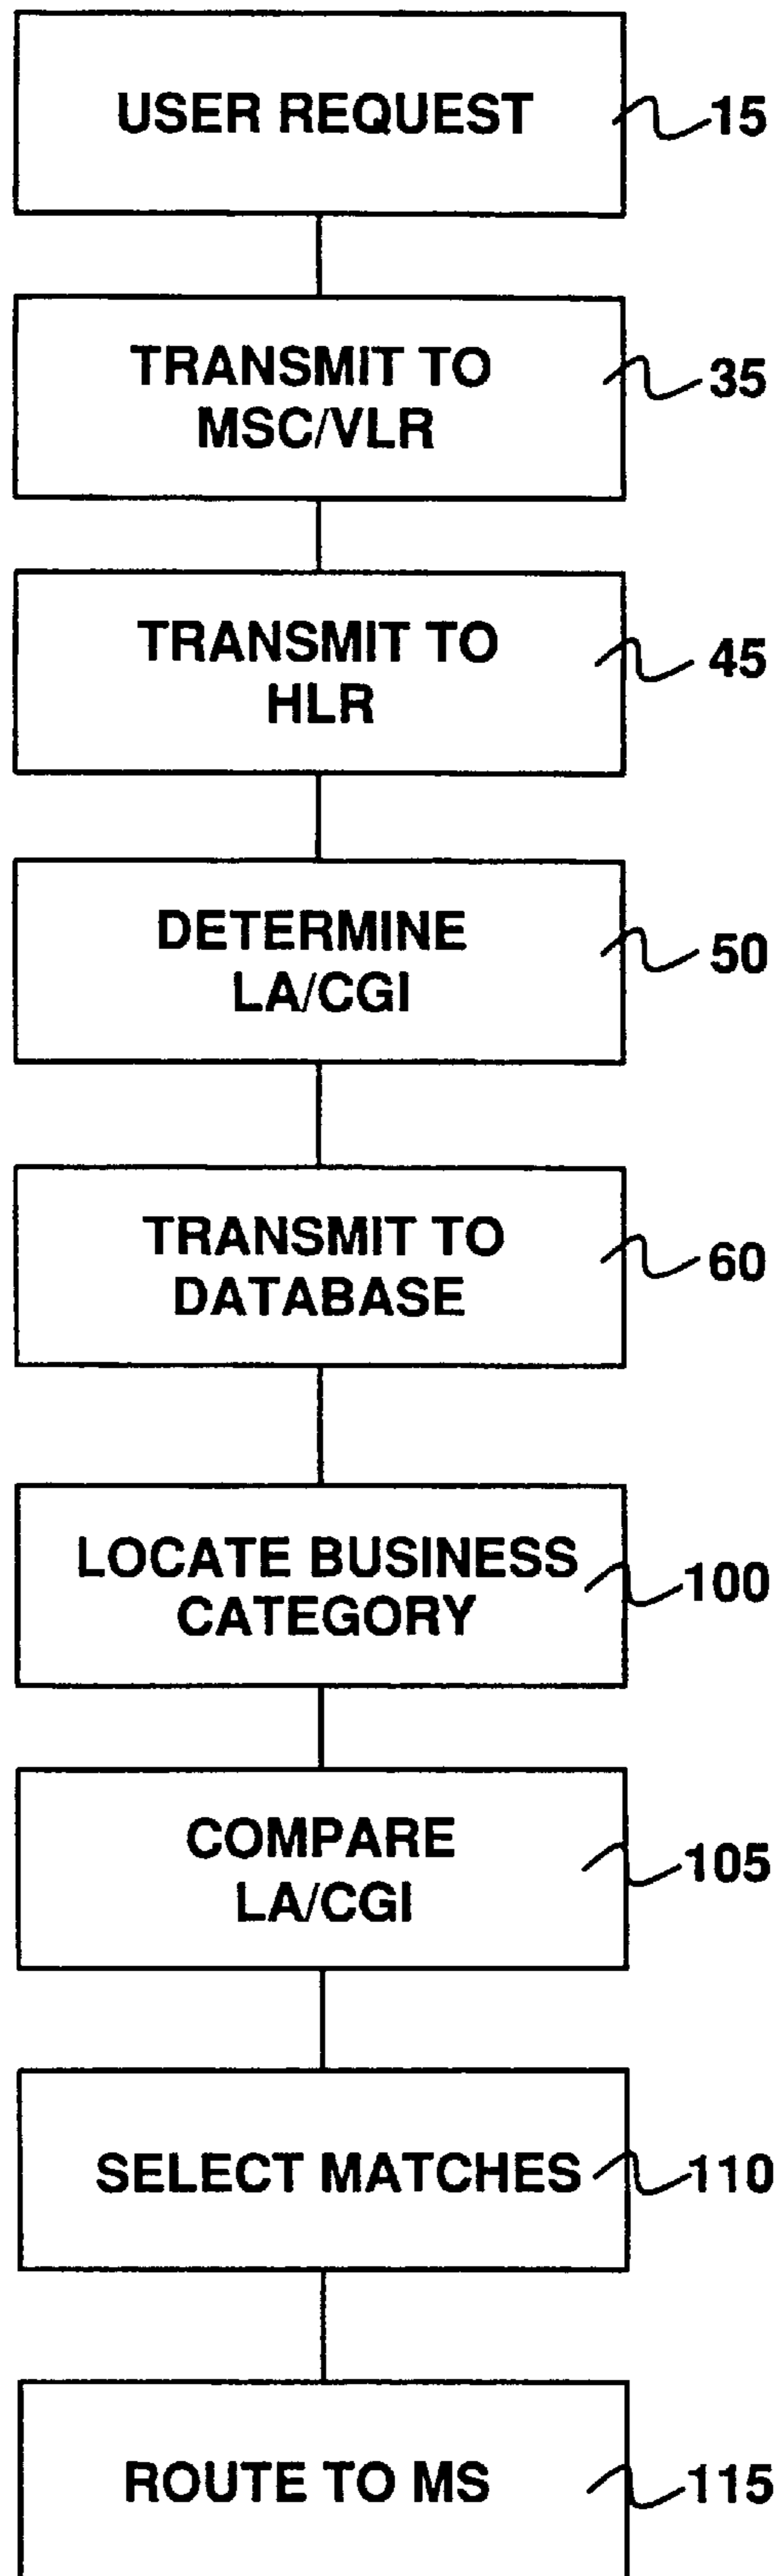 USER REQUEST
15
TRANSMIT TO
MSC/VLR
35
TRANSMIT TO
HLR
45
DETERMINE
LA/CGI
50
TRANSMIT TO
DATABASE
60
LOCATE BUSINESS
CATEGORY
100
COMPARE
LA/CGI
105
SELECT MATCHES
110
ROUTE TO MS
115